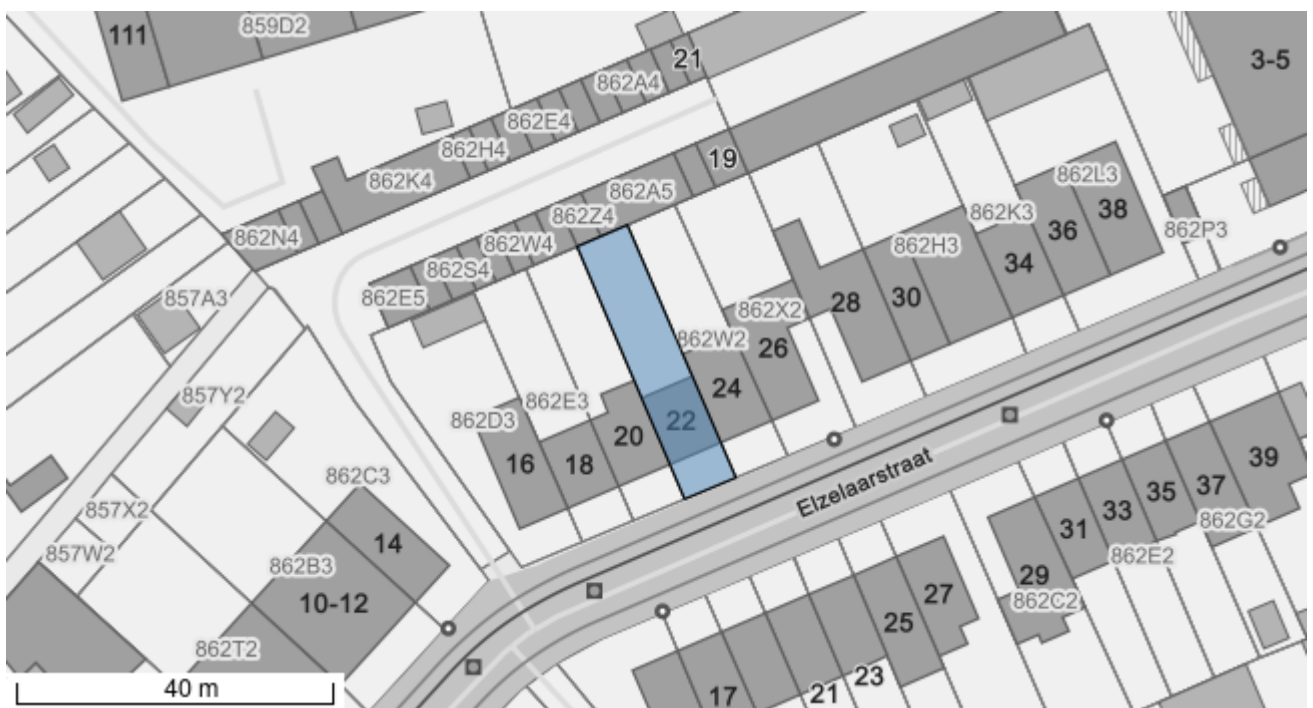 111
859D2
3-5
21
862A4
862E4
862H4
862K4
19
862A5
862L3
862N4
862Z4
862K3
36
38
862W4
862H3
862P3
862S4
34
862E5
857A3
862X2
28
30
862W2
26
24
857Y2
862E3
862D3
22
20
16
18
39
Elzelaarstraat
862C3
35
37
857X2
33
862G2
31
857W2
14
862E2
862B3
29
10-12
862C2
27
25
862T2
23
40 m
17
21